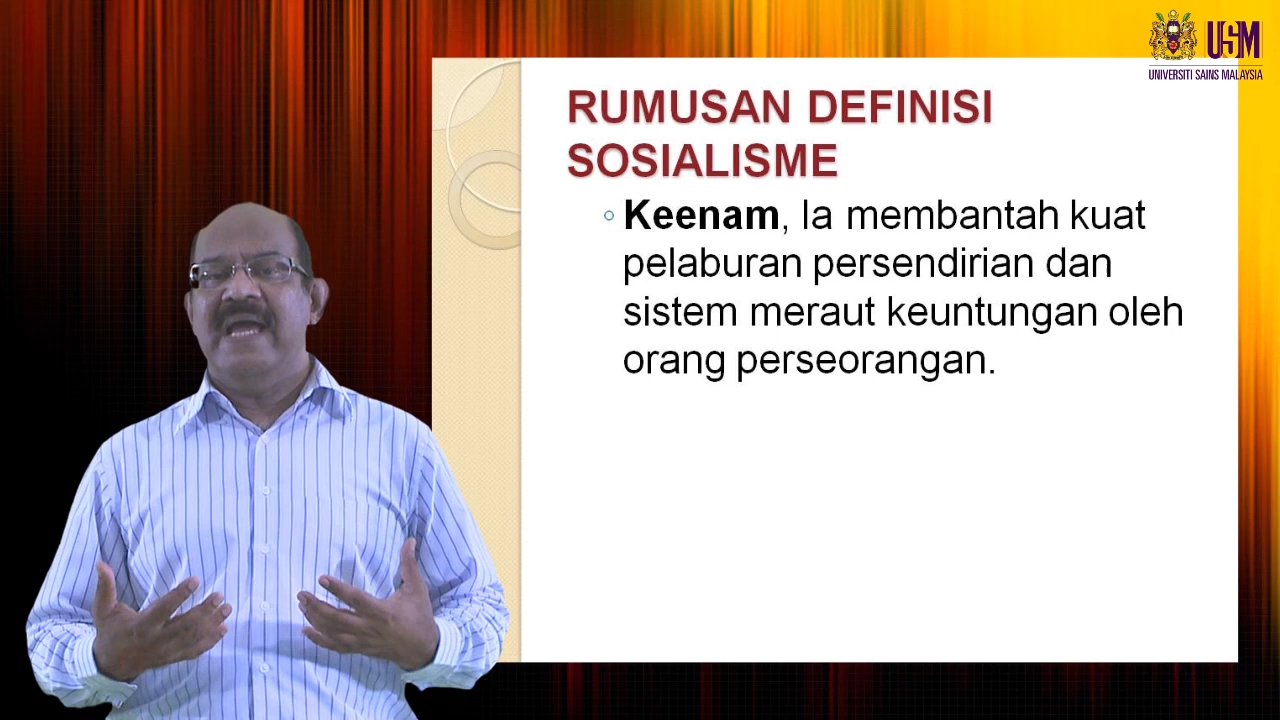 USM
UNIVERSITI SAINS MALAYSIA
RUMUSAN DEFINISI
SOSIALISME
Keenam, Ia membantah kuat
pelaburan persendirian dan
sistem meraut keuntungan oleh
orang perseorangan.